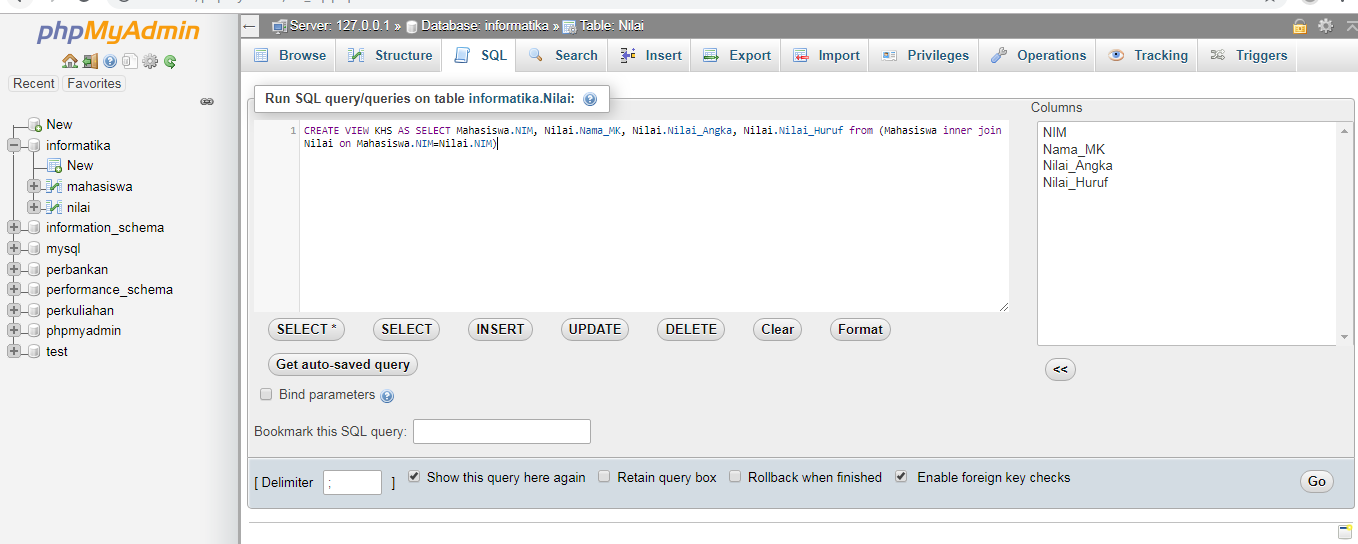 phpMyAdmin
Recent Favorites
New
informatika
New
mahasiswa
nilai
information_schema
mysql
perbankan
performance_schema
perkuliahan
phpmyadmin
test
← Server: 127.0.0.1 » Database: informatika » Table: Nilai
Browse Structure SQL Search Insert Export Import Privileges Operations Tracking Triggers
Run SQL query/queries on table informatika.Nilai:
1 CREATE VIEW KHS AS SELECT Mahasiswa.NIM, Nilai.Nama_MK, Nilai.Nilai_Angka, Nilai.Nilai_Huruf from (Mahasiswa inner join
Nilai on Mahasiswa.NIM=Nilai.NIM)
Columns
NIM
Nama_MK
Nilai_Angka
Nilai_Huruf
<<
SELECT * SELECT INSERT UPDATE DELETE Clear Format
Get auto-saved query
Bind parameters
Bookmark this SQL query:
[ Delimiter ; ] Show this query here again Retain query box Rollback when finished Enable foreign key checks Go